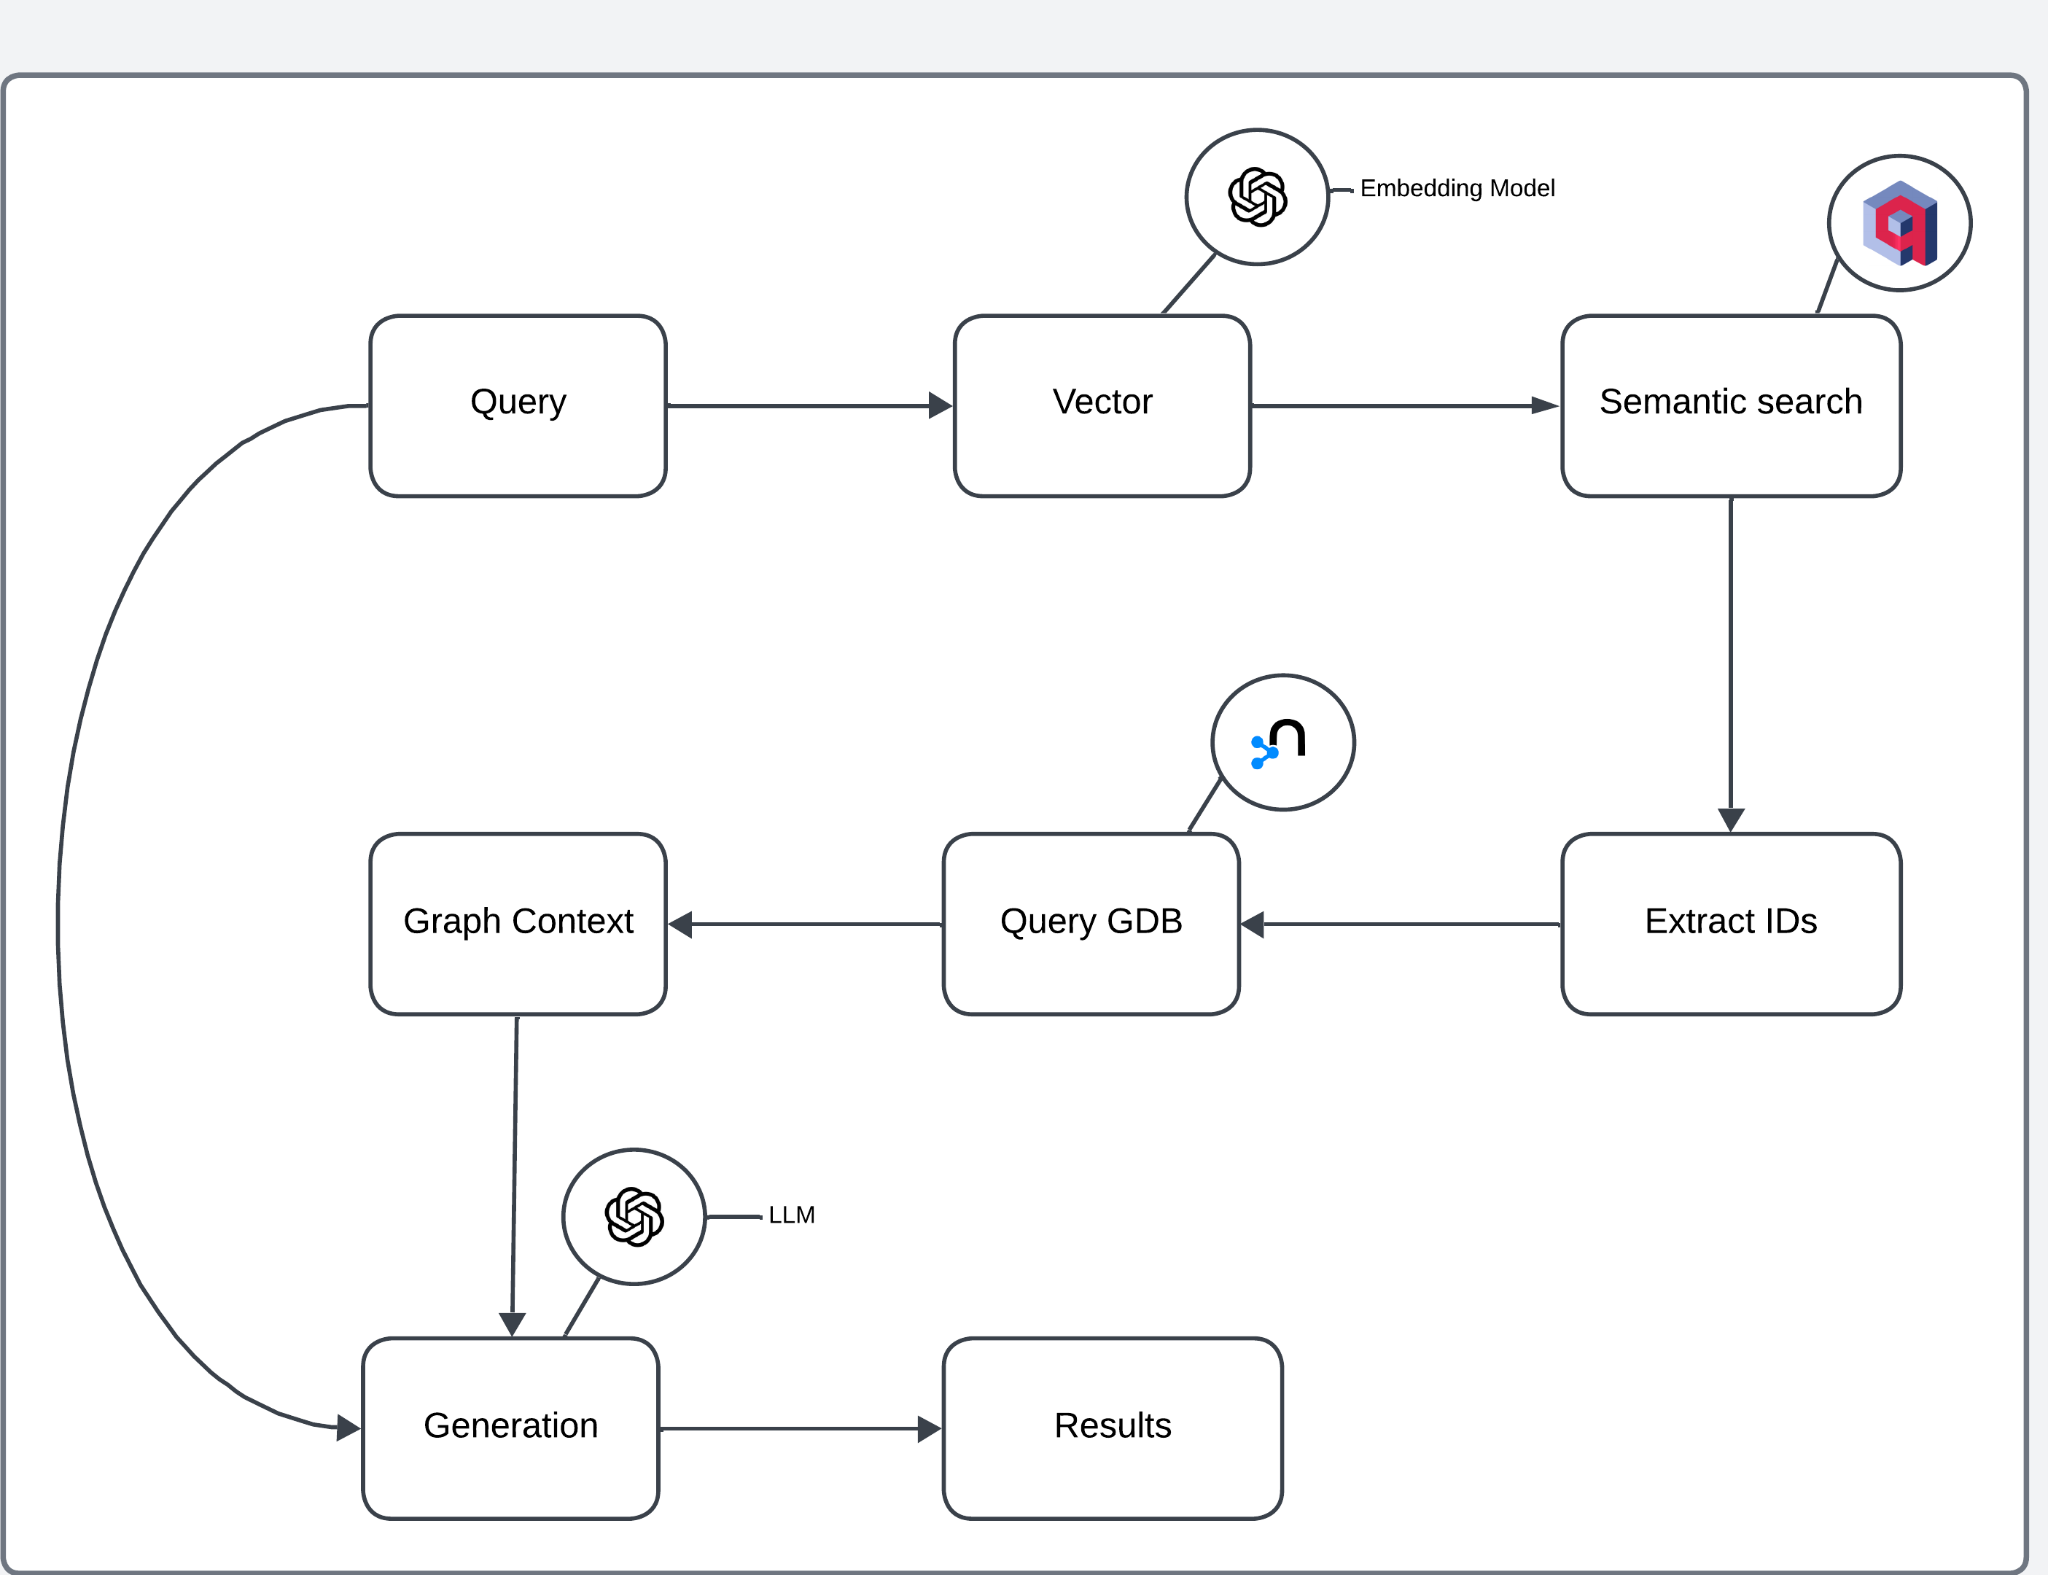 Embedding Model
Query
Vector
Semantic search
Graph Context
Query GDB
Extract IDs
LLM
Generation
Results